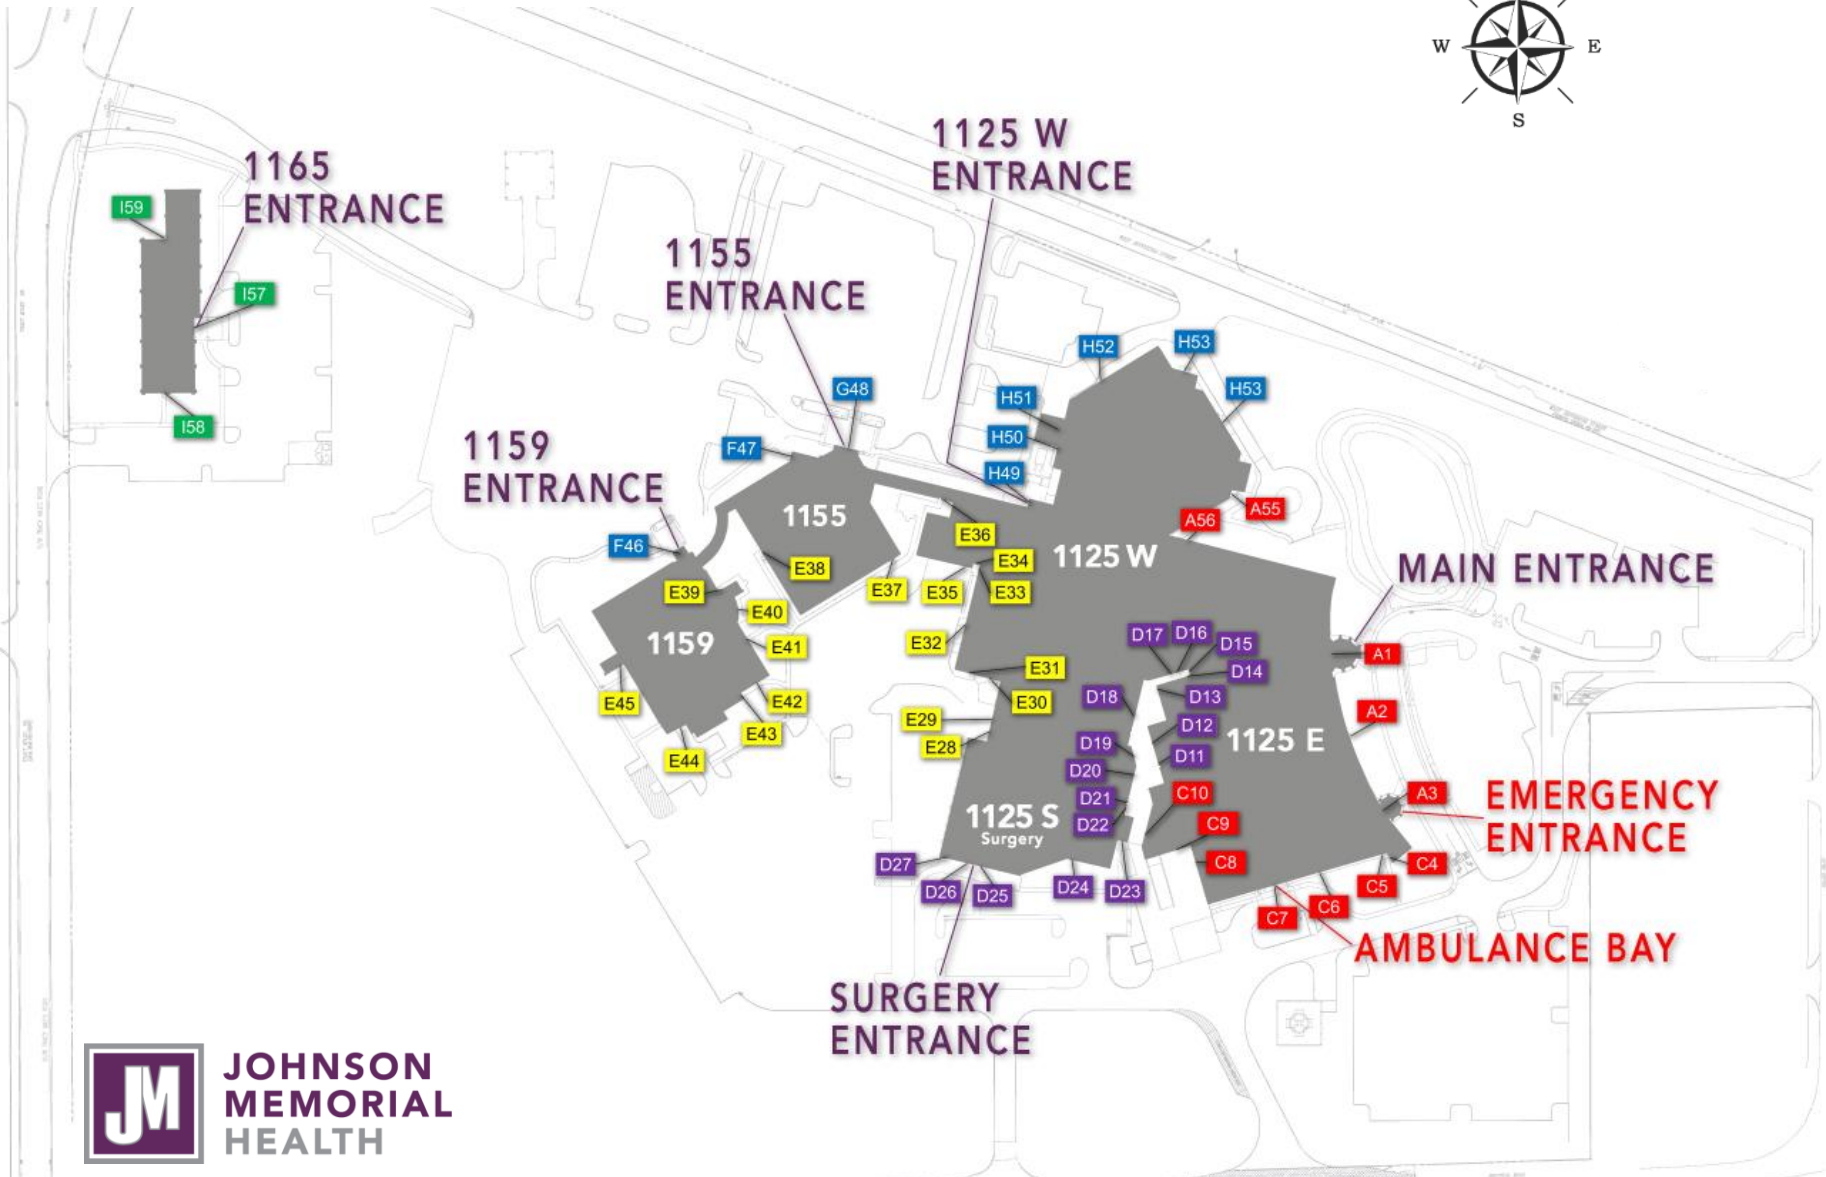 W
E
S
1125 W
ENTRANCE
1165
ENTRANCE
I59
I57
I58
1155
ENTRANCE
H52
H53
H53
G48
H51
H50
H49
F47
1159
ENTRANCE
F46
1155
A55
A56
E36
E34
1125 W
MAIN ENTRANCE
E38
E39
E37
E35
E33
E40
E32
E41
1159
D17
D16
D15
D14
A1
E31
E45
E42
E30
D18
D13
A2
E29
E28
E43
E44
D12
D11
1125 E
D19
D20
D21
D22
C10
C9
C8
A3
EMERGENCY
ENTRANCE
1125 S
Surgery
D27
D26
D25
D24
D23
C4
C5
C6
C7
AMBULANCE BAY
SURGERY
ENTRANCE
JM
JOHNSON
MEMORIAL
HEALTH